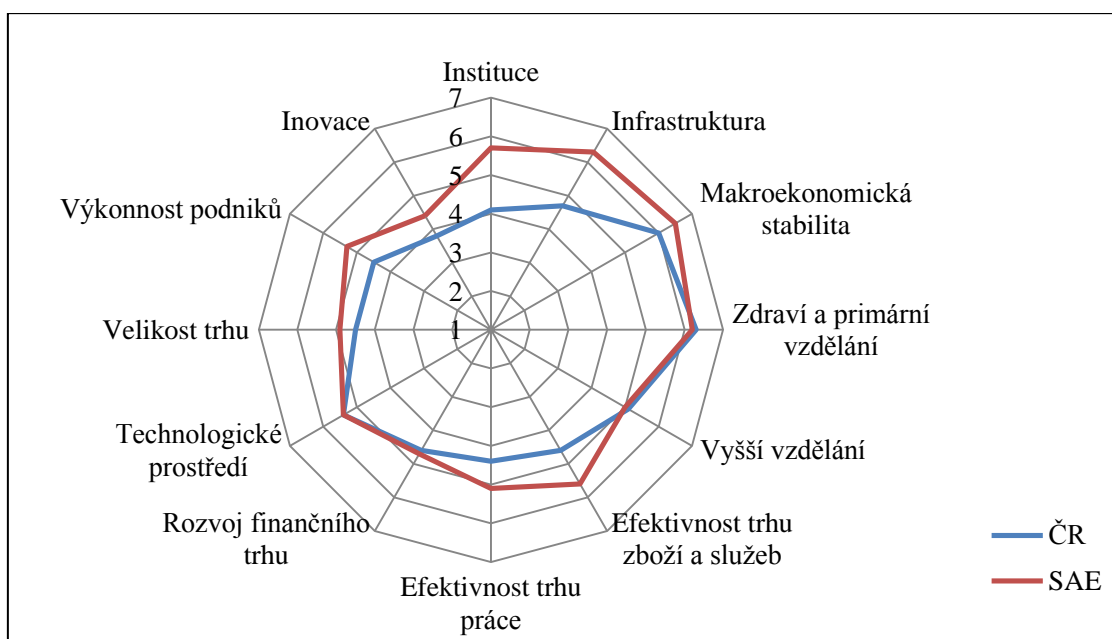 Instituce
7
Inovace
Infrastruktura
6
5
Výkonnost podniků
Makroekonomická
stabilita
4
3
2
Velikost trhu
1
Zdraví a primární
vzdělání
Technologické
prostředí
Vyšší vzdělání
Rozvoj finančního
trhu
Efektivnost trhu
zboží a služeb
Efektivnost trhu
práce
ČR
SAE